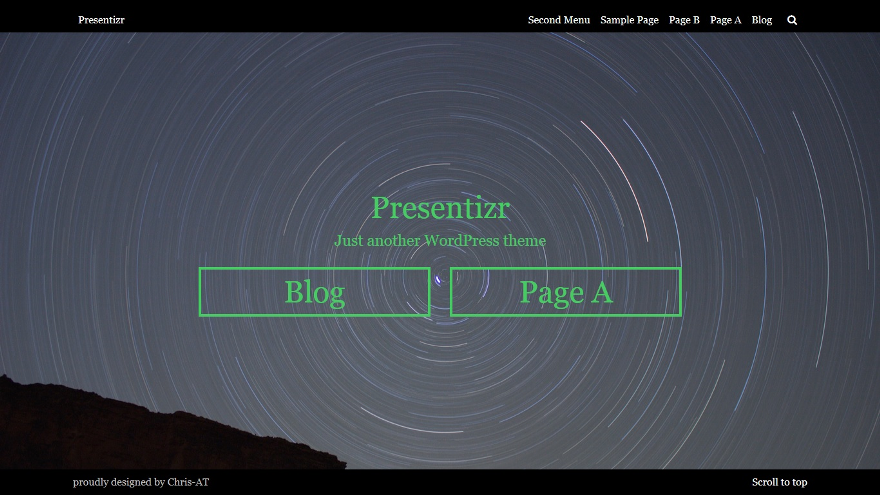 Presentizr
Second Menu Sample Page Page B Page A Blog
Presentizr
Just another WordPress theme
Blog
Page A
proudly designed by Chris-AT
Scroll to top